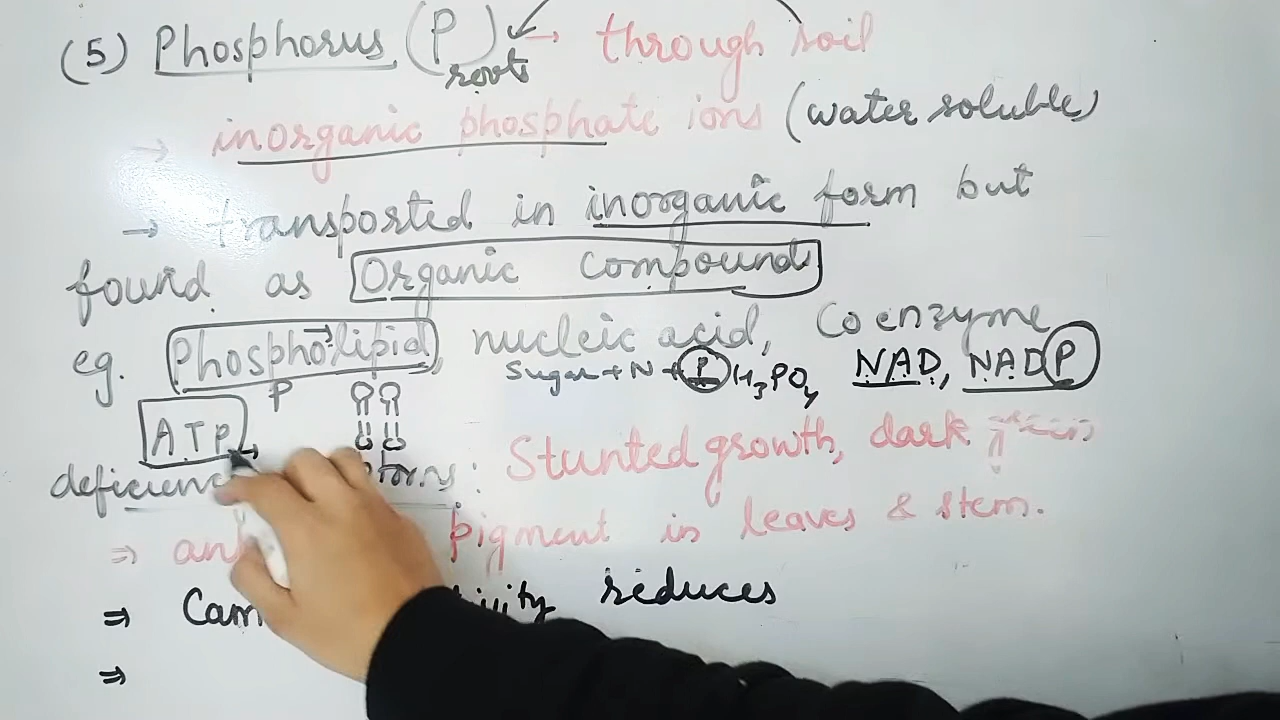 (5) Phosphorus (P) → through soil
roots
→ inorganic phosphate ions (water soluble)
→ transported in inorganic form but
found as Organic Compound
eg. Phospholipid, nucleic acid, Coenzyme
Sugar + N + P H3PO4 NAD, NADP
P
ATP →
: Stunted growth, dark
⇒ pigment in leaves & stem.
⇒ reduces
⇒